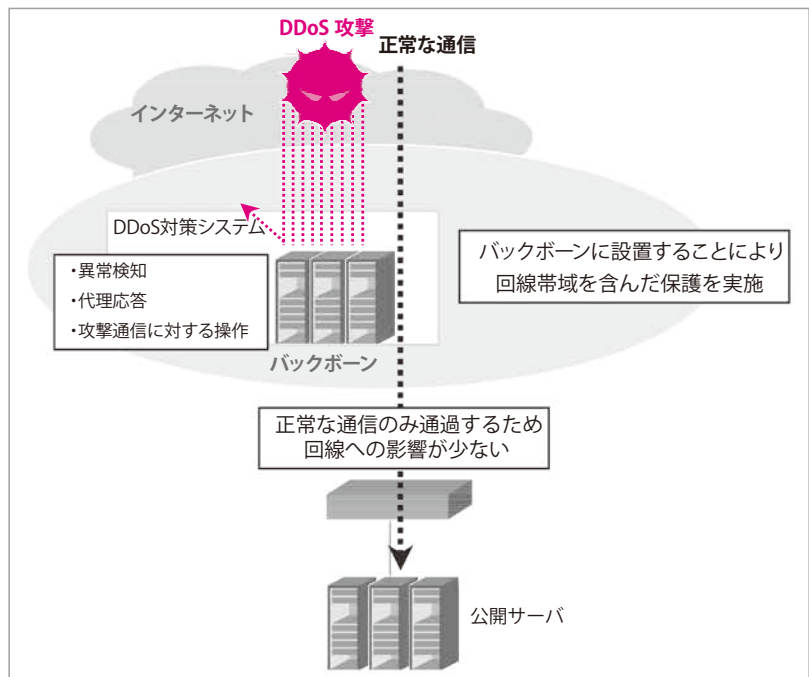 DDoS 攻撃
正常な通信
インターネット
DDoS対策システム
・異常検知
・代理応答
・攻撃通信に対する操作
バックボーン
バックボーンに設置することにより
回線帯域を含んだ保護を実施
正常な通信のみ通過するため
回線への影響が少ない
公開サーバ